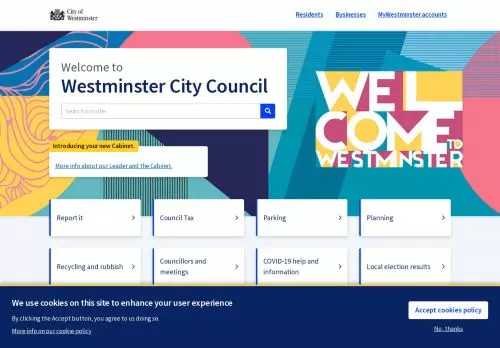 City of
Westminster
Residents
Businesses
MyWestminster accounts
Welcome to
Westminster City Council
Search our site
WEL
COME
TO
WESTMINSTER
Introducing your new Cabinet.
More info about our Leader and the Cabinet.
Report it
Council Tax
Parking
Planning
Recycling and rubbish
Councillors and
meetings
COVID-19 help and
information
Local election results
We use cookies on this site to enhance your user experience
By clicking the Accept button, you agree to us doing so.
More info on our cookie policy
Accept cookies policy
No, thanks